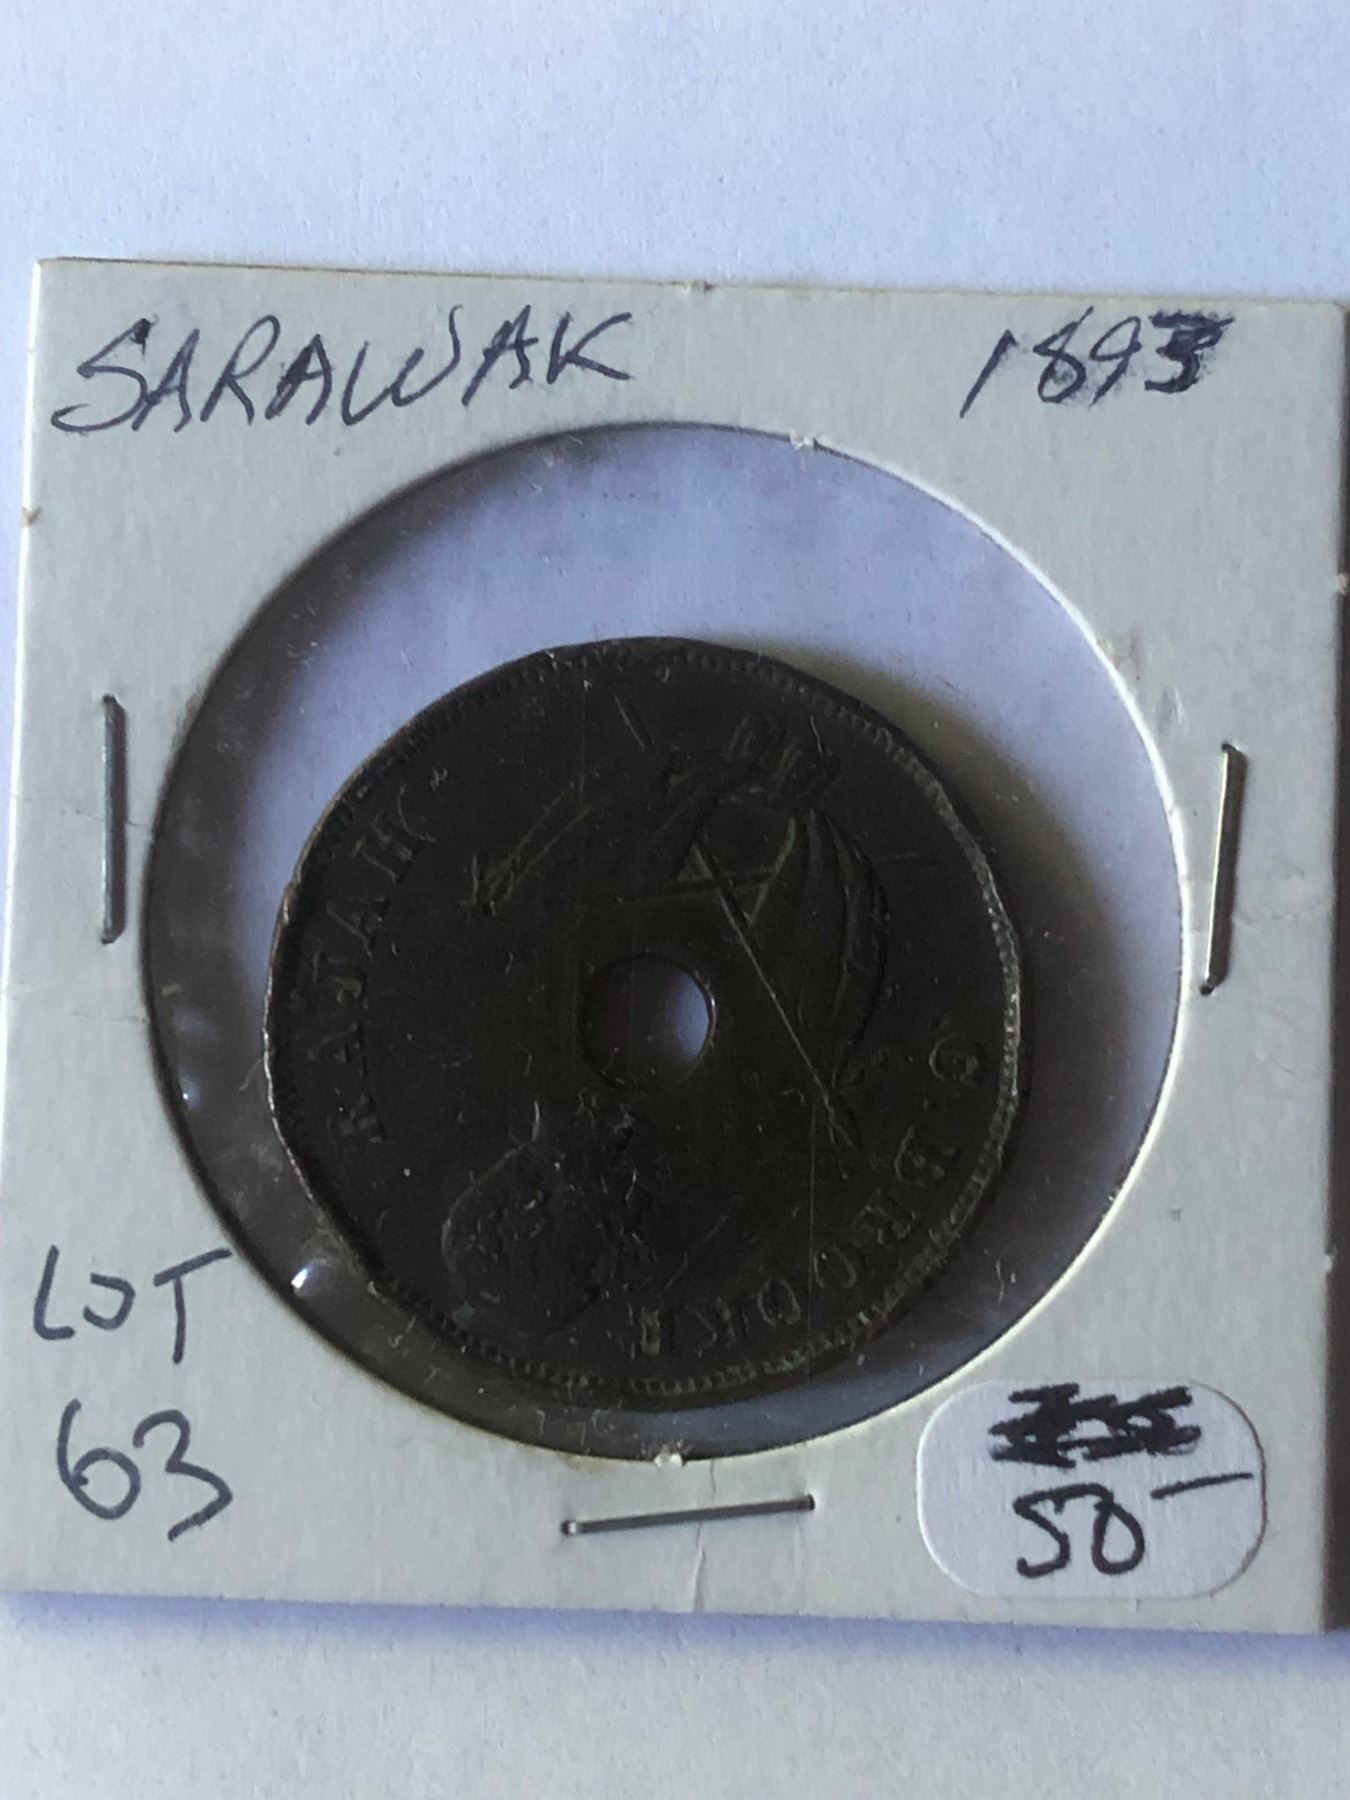 SARAWAK 1893
RAJAH
C. BROOKE
LOT
63
50-